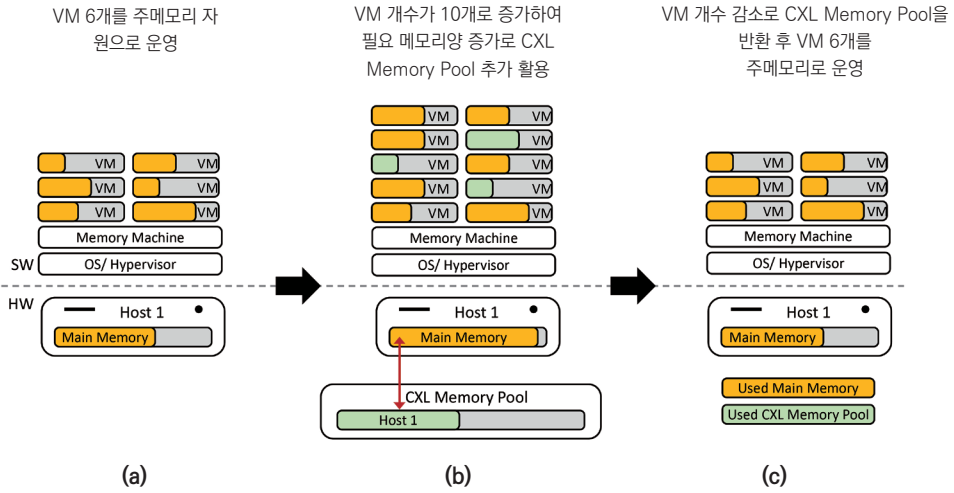 VM 6개를 주메모리 자
원으로 운영
VM
VM
VM
VM
VM
VM
Memory Machine
OS/ Hypervisor
SW
HW
Host 1
Main Memory
(a)
VM 개수가 10개로 증가하여
필요 메모리양 증가로 CXL
Memory Pool 추가 활용
VM
VM
VM
VM
VM
VM
VM
VM
VM
VM
Memory Machine
OS/ Hypervisor
Host 1
Main Memory
CXL Memory Pool
Host 1
(b)
VM 개수 감소로 CXL Memory Pool을
반환 후 VM 6개를
주메모리로 운영
VM
VM
VM
VM
VM
VM
Memory Machine
OS/ Hypervisor
Host 1
Main Memory
Used Main Memory
Used CXL Memory Pool
(c)